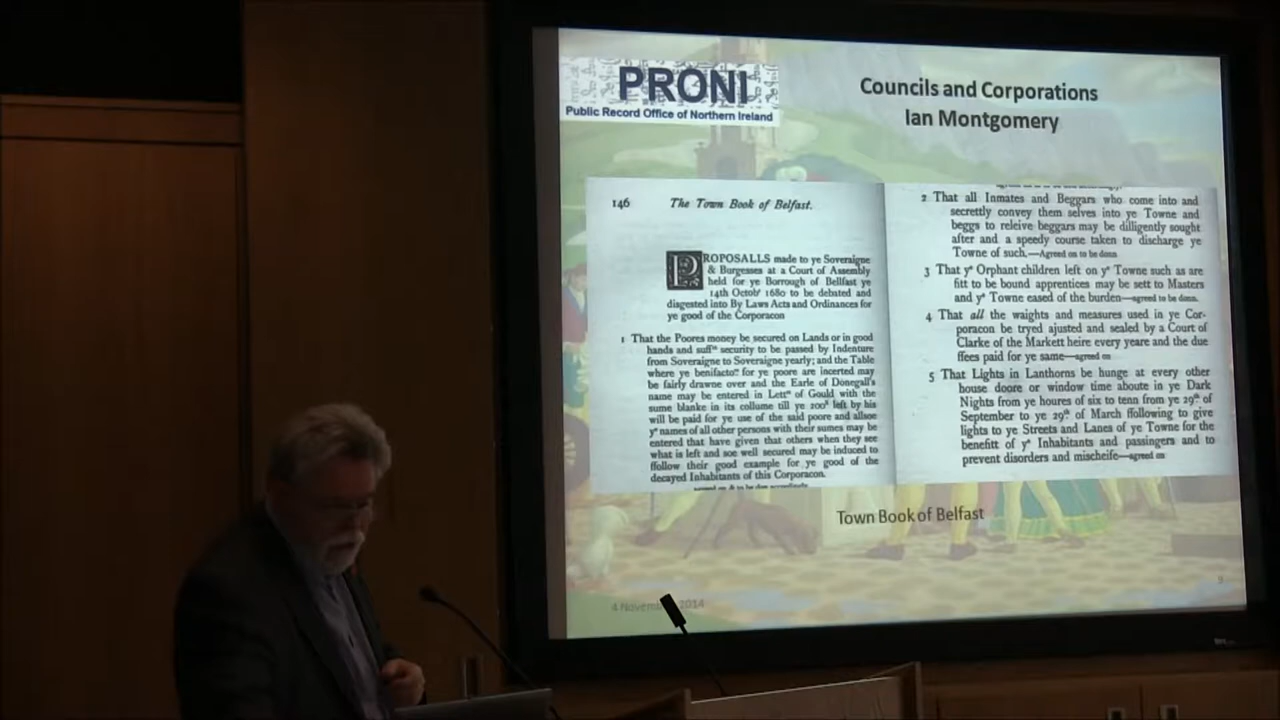 PRONI
Public Record Office of Northern Ireland
Councils and Corporations
Ian Montgomery
146 The Town Book of Belfast.
PROPOSALLS made to ye Soveraigne
& Burgesses at a Court of Assembly
held for ye Borrough of Bellfast ye
14th Octobʳ 1680 to be debated and
disgested into By Laws Acts and Ordinances for
ye good of the Corporacon
1 That the Poores money be secured on Lands or in good
hands and suffⁿ security to be passed by Indenture
from Soveraigne to Soveraigne yearly; and the Table
where ye benifactoʳˢ for ye poore are incerted may
be fairly drawne over and the Earle of Donegall's
name may be entered in Lettʳˢ of Gould with the
sume blanke in its collume till ye 200ˡ left by his
will be paid for ye use of the said poore and allsoe
yᵉ names of all other persons with their sumes may be
entered that have given that others when they see
what is left and soe well secured may be induced to
ffollow their good example for ye good of the
decayed Inhabitants of this Corporacon.
agreed on & to be don accordingly
2 That all Inmates and Beggars who come into and
secrettly convey them selves into ye Towne and
beggs to releive beggars may be dilligently sought
after and a speedy course taken to discharge ye
Towne of such.—Agreed on to be done
3 That yᵉ Orphant children left on yᵉ Towne such as are
fitt to be bound apprentices may be sett to Masters
and yᵉ Towne eased of the burden—agreed to be done.
4 That all the waights and measures used in ye Cor-
poracon be tryed ajusted and sealed by a Court of
Clarke of the Markett heire every yeare and the due
ffees paid for ye same—agreed on
5 That Lights in Lanthorns be hunge at every other
house doore or window time aboute in ye Dark
Nights from ye houres of six to tenn from ye 29ᵗʰ of
September to ye 29ᵗʰ of March ffollowing to give
lights to ye Streets and Lanes of ye Towne for the
benefitt of yᵉ Inhabitants and passingers and to
prevent disorders and mischeife—agreed on
Town Book of Belfast
4 2014
9